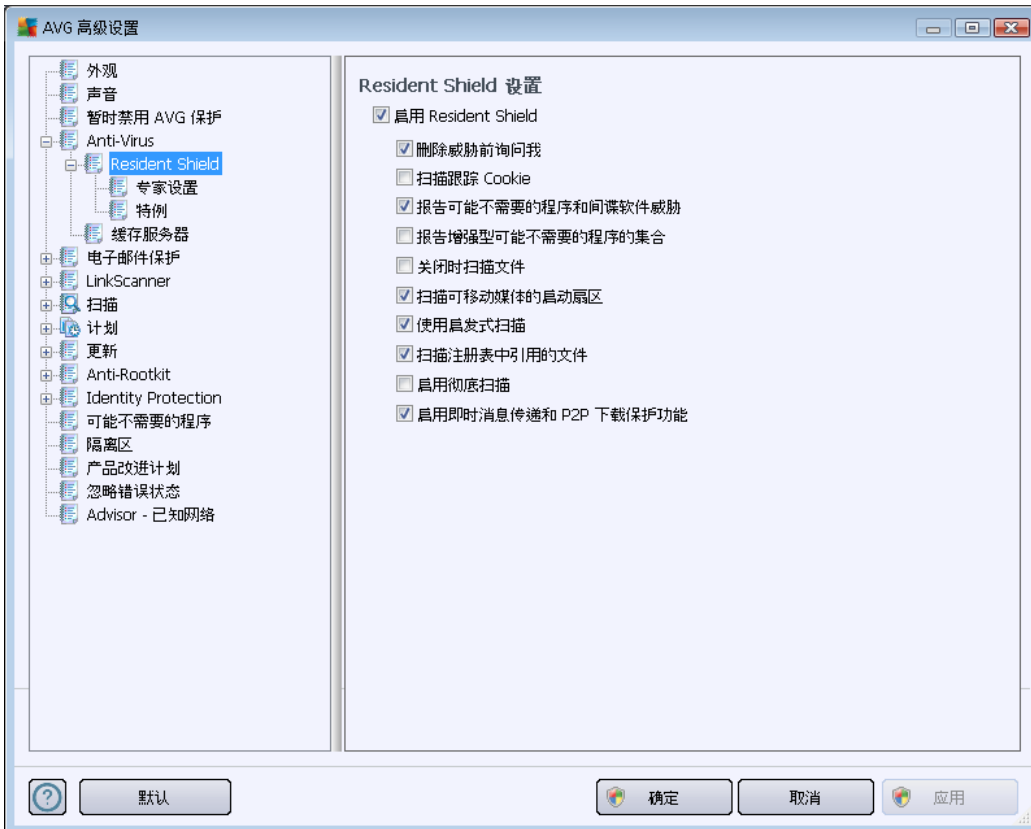 AVG 高级设置
外观
声音
暂时禁用 AVG 保护
Anti-Virus
Resident Shield
专家设置
特例
缓存服务器
电子邮件保护
LinkScanner
扫描
计划
更新
Anti-Rootkit
Identity Protection
可能不需要的程序
隔离区
产品改进计划
忽略错误状态
Advisor - 已知网络
Resident Shield 设置
启用 Resident Shield
删除威胁前询问我
扫描跟踪 Cookie
报告可能不需要的程序和间谍软件威胁
报告增强型可能不需要的程序的集合
关闭时扫描文件
扫描可移动媒体的启动扇区
使用启发式扫描
扫描注册表中引用的文件
启用彻底扫描
启用即时消息传递和 P2P 下载保护功能
默认
确定
取消
应用